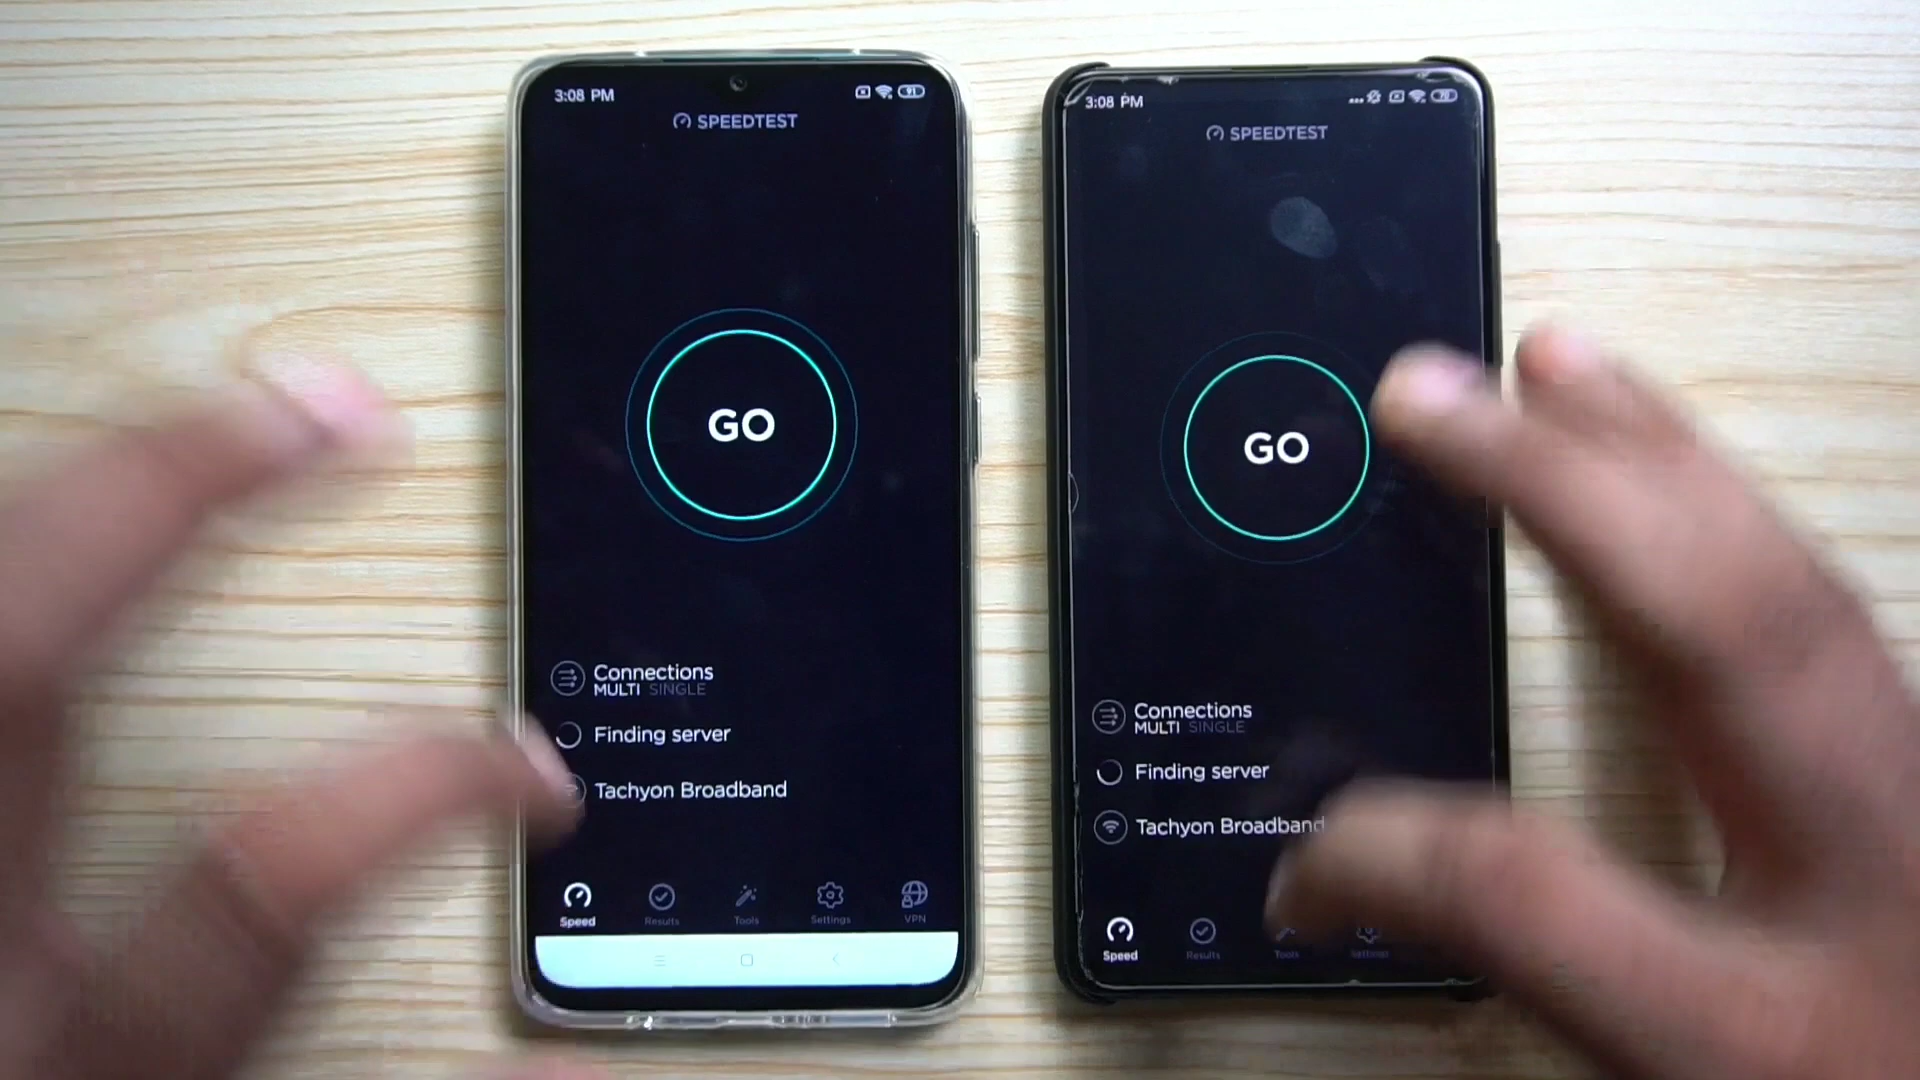 3:08 PM
91
SPEEDTEST
GO
Connections
MULTI SINGLE
Finding server
Tachyon Broadband
Speed
Results
Tools
Settings
VPN
3:08 PM
SPEEDTEST
GO
Connections
MULTI SINGLE
Finding server
Tachyon Broadband
Speed
Results
Tools
Settings